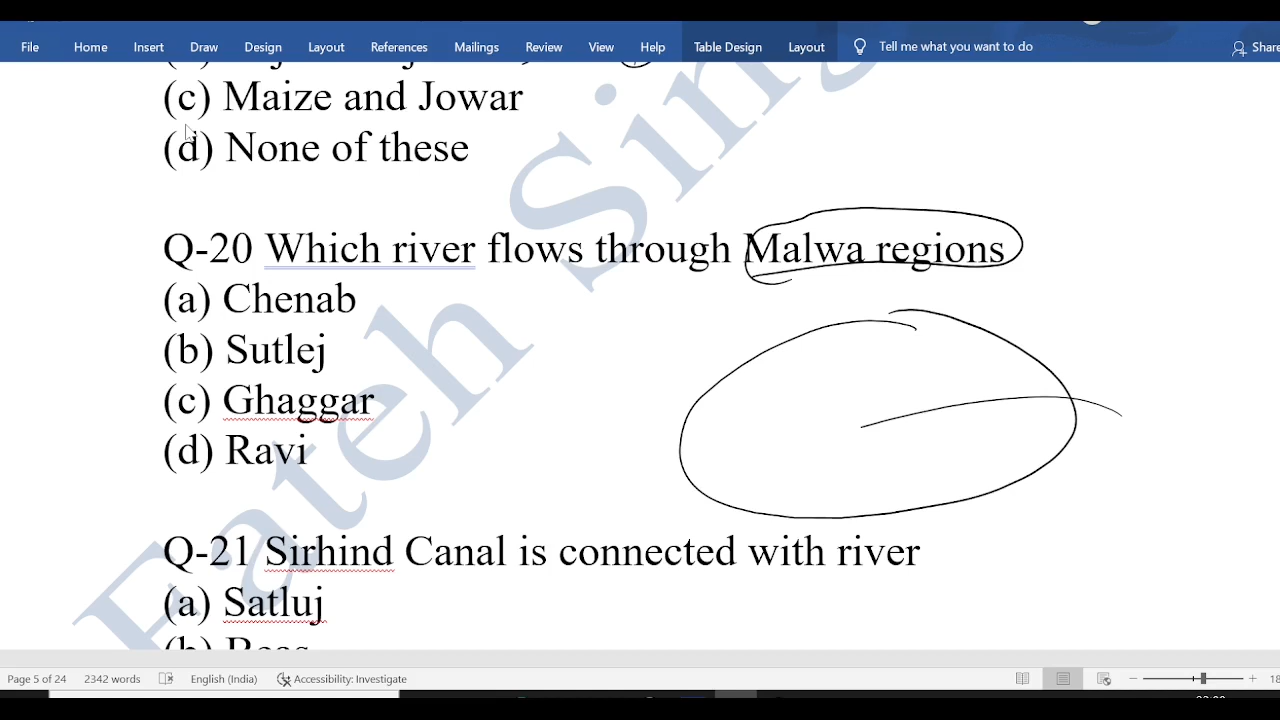 File Home Insert Draw Design Layout References Mailings Review View Help Table Design Layout Tell me what you want to do Share
(c) Maize and Jowar
(d) None of these
Q-20 Which river flows through Malwa regions
(a) Chenab
(b) Sutlej
(c) Ghaggar
(d) Ravi
Q-21 Sirhind Canal is connected with river
(a) Satluj
(b) Beas
Fateh Sing
Page 5 of 24 2342 words English (India) Accessibility: Investigate